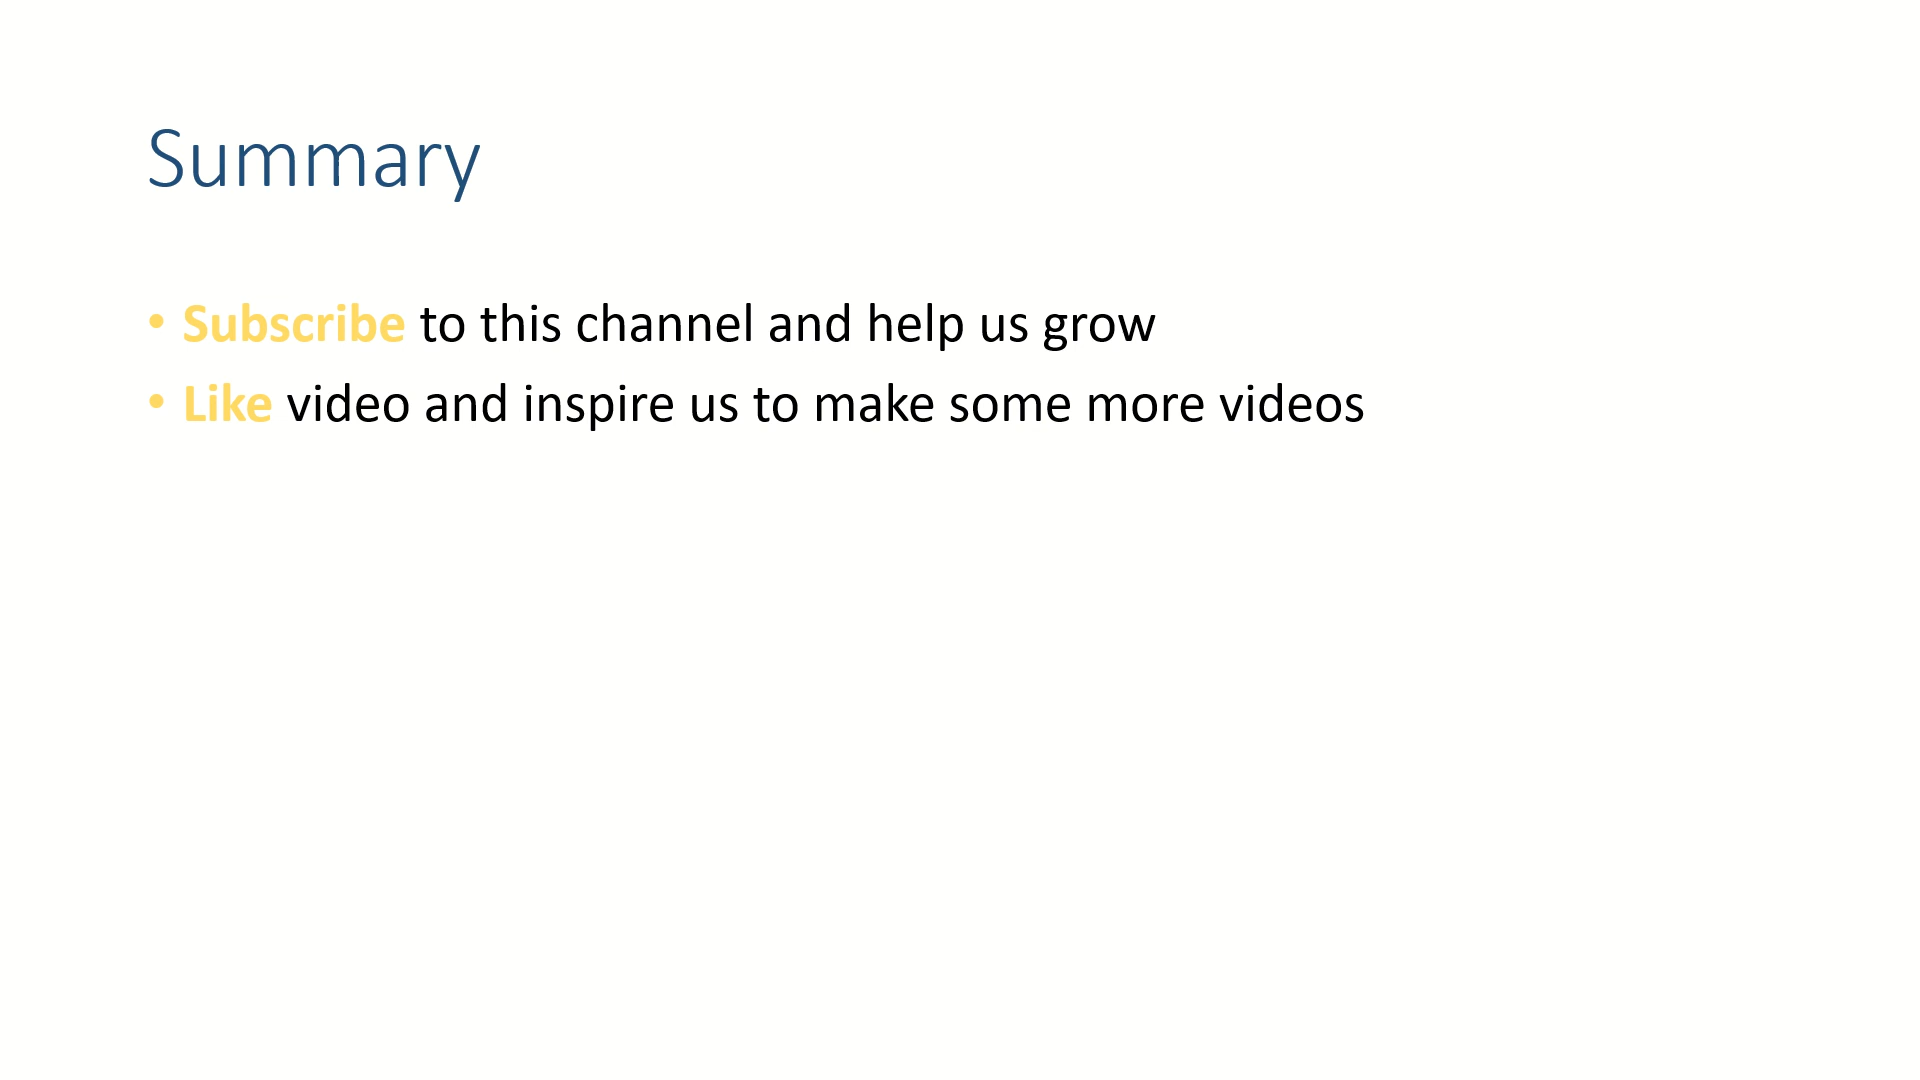 Summary
• Subscribe to this channel and help us grow
• Like video and inspire us to make some more videos